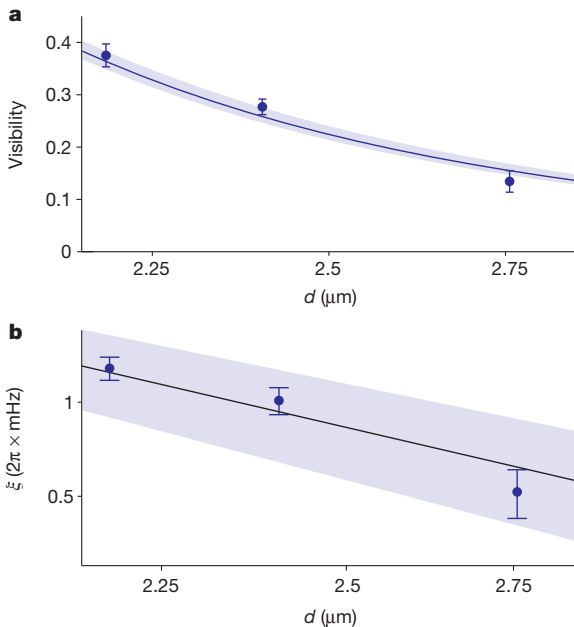 a
0.4
0.3
0.2
0.1
0
Visibility
2.25
2.5
2.75
d (μm)
b
1
0.5
ξ (2π × mHz)
2.25
2.5
2.75
d (μm)